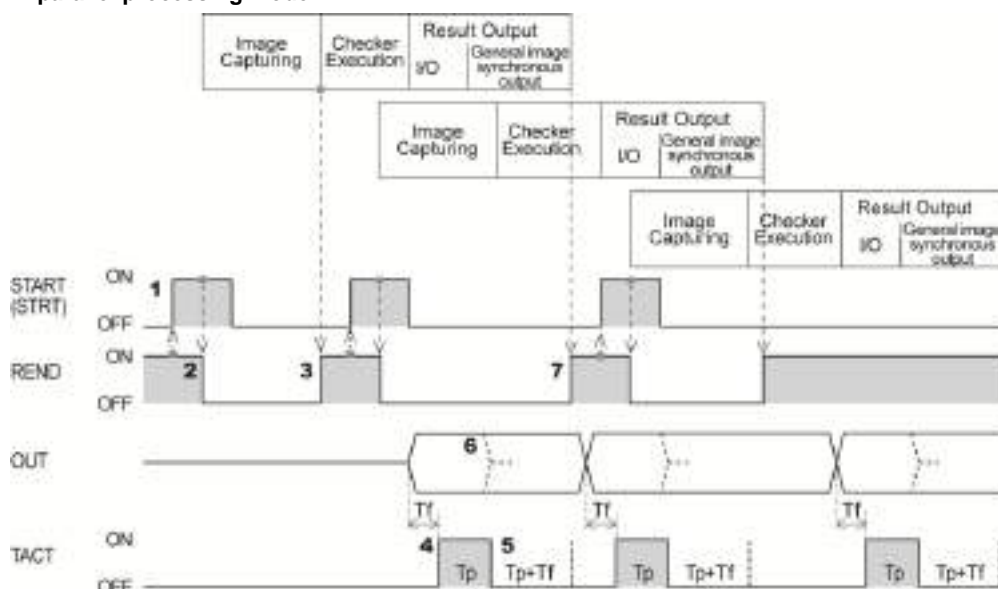 parallel processing mode
Image Capturing
Checker Execution
Result Output
I/O
General image synchronous output
Image Capturing
Checker Execution
Result Output
I/O
General image synchronous output
Image Capturing
Checker Execution
Result Output
I/O
General image synchronous output
START (STRT)
ON
OFF
1
REND
ON
OFF
2
3
7
OUT
6
Tf
Tf
Tf
TACT
ON
OFF
4
5
Tp
Tp+Tf
Tp
Tp+Tf
Tp
Tp+Tf